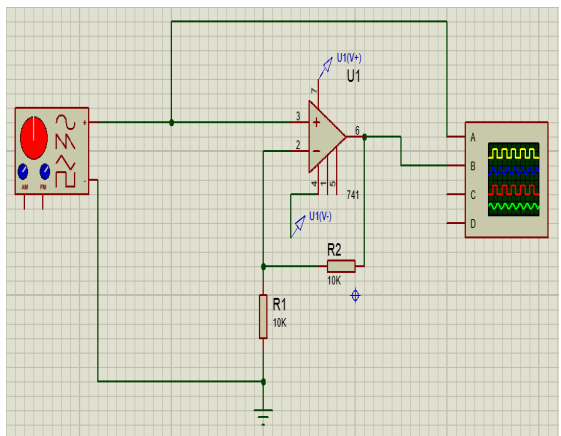 U1(V+)
U1
7
3
6
2
4
1
5
741
U1(V-)
R2
10K
R1
10K
+
-
AM
FM
+
−
A
B
C
D